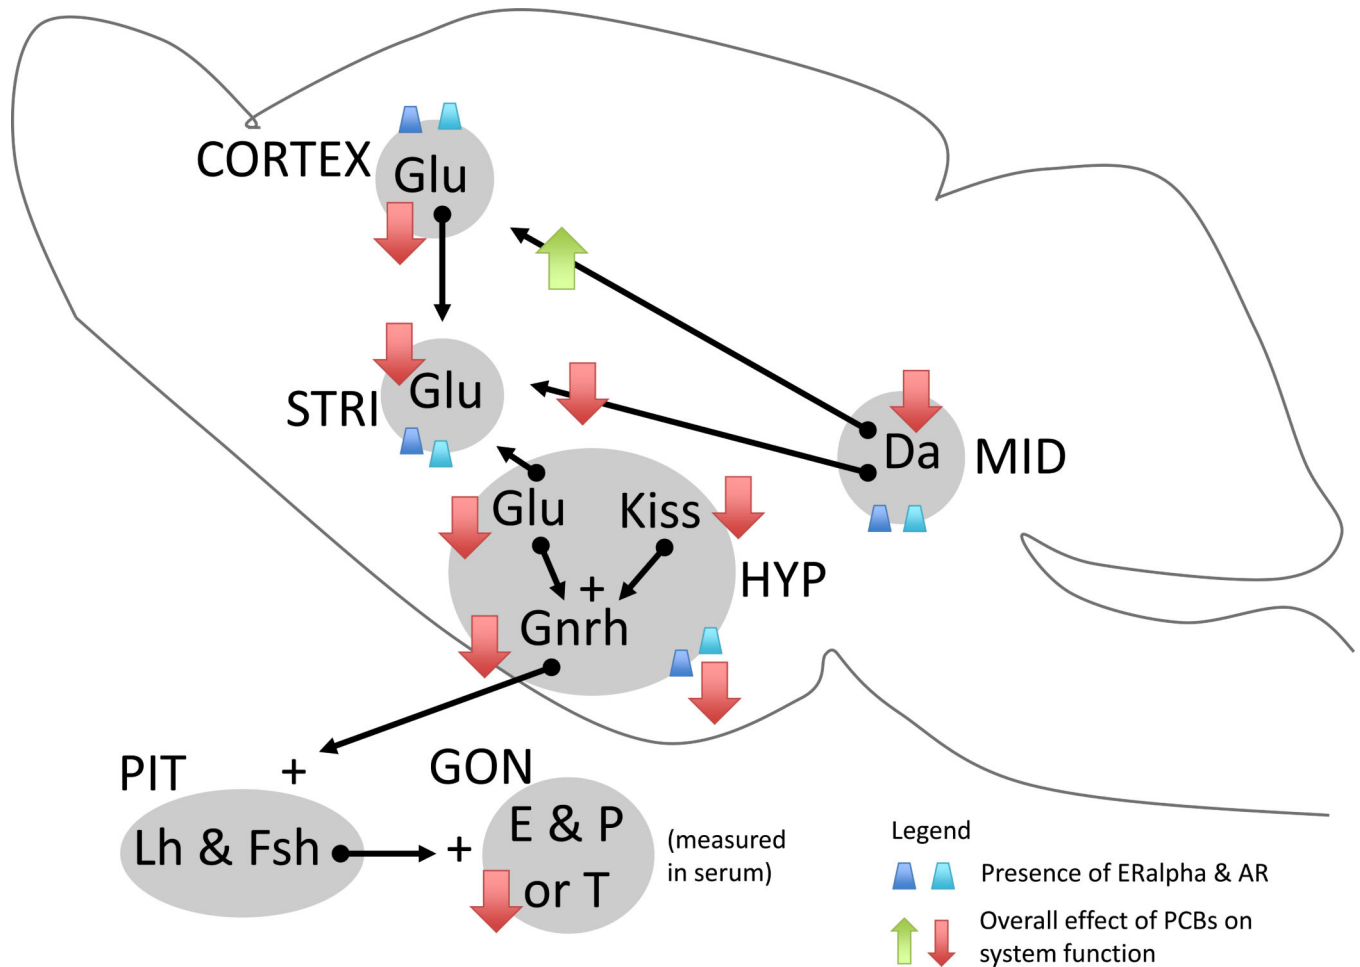 CORTEX
Glu
STRI
Glu
Da
MID
Glu
Kiss
HYP
+
Gnrh
PIT
+
GON
Lh & Fsh
+
E & P
or T
(measured
in serum)
Legend
Presence of ERalpha & AR
Overall effect of PCBs on
system function